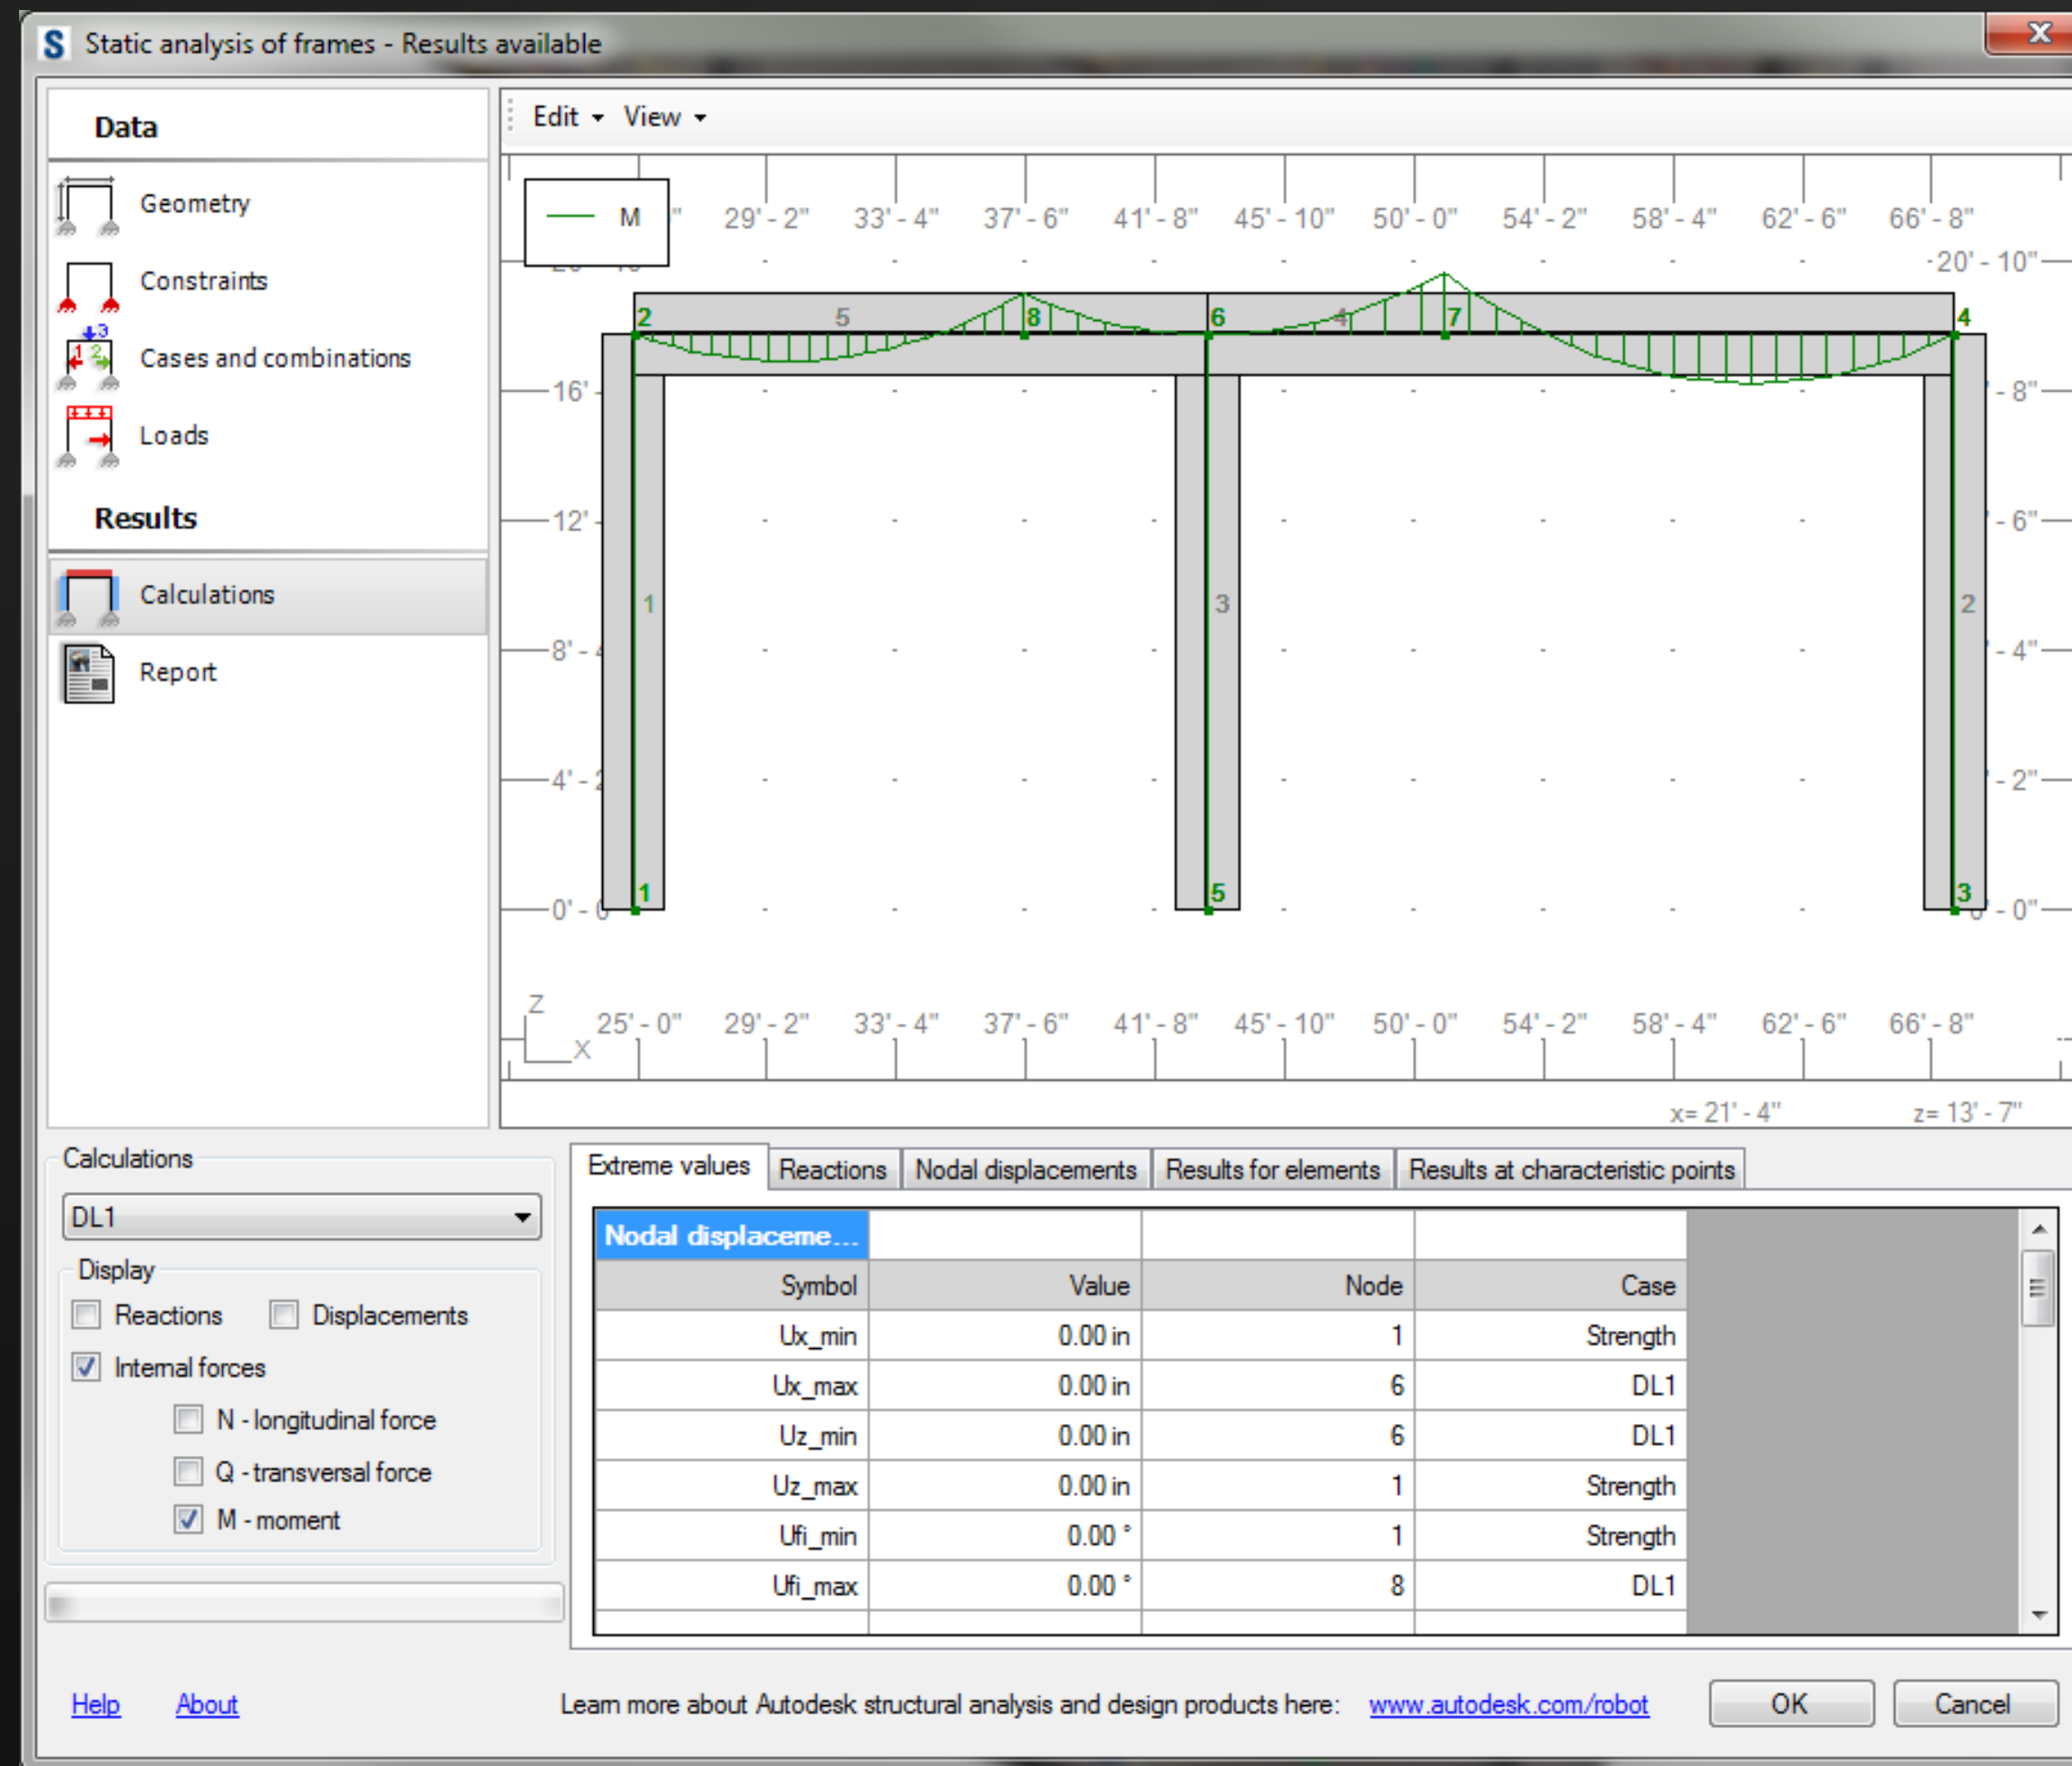 Static analysis of frames - Results available
Data
Geometry
Constraints
Cases and combinations
Loads
Results
Calculations
Report
Edit View
M
29' - 2" 33' - 4" 37' - 6" 41' - 8" 45' - 10" 50' - 0" 54' - 2" 58' - 4" 62' - 6" 66' - 8"
20' - 10"
2 5 8 6 4 7 4
16' - 8"
12' - 6"
1 3 2
8' - 4"
4' - 2"
1 5 3
0' - 0" - 0"
Z
X
25' - 0" 29' - 2" 33' - 4" 37' - 6" 41' - 8" 45' - 10" 50' - 0" 54' - 2" 58' - 4" 62' - 6" 66' - 8"
x= 21' - 4" z= 13' - 7"
Calculations
DL1
Display
Reactions Displacements
Internal forces
N - longitudinal force
Q - transversal force
M - moment
Extreme values Reactions Nodal displacements Results for elements Results at characteristic points
Nodal displaceme...
Symbol Value Node Case
Ux_min 0.00 in 1 Strength
Ux_max 0.00 in 6 DL1
Uz_min 0.00 in 6 DL1
Uz_max 0.00 in 1 Strength
Ufi_min 0.00 ° 1 Strength
Ufi_max 0.00 ° 8 DL1
Help About Learn more about Autodesk structural analysis and design products here: www.autodesk.com/robot OK Cancel